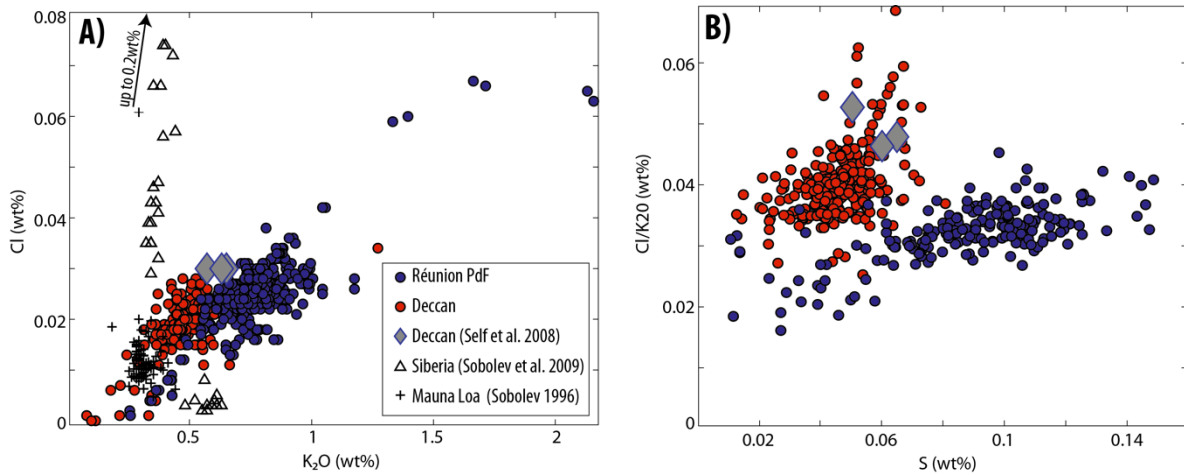 A)
up to 0.2wt%
0.08
0.06
0.04
0.02
0
Cl (wt%)
0.5
1
1.5
2
K₂O (wt%)
Réunion PdF
Deccan
Deccan (Self et al. 2008)
Siberia (Sobolev et al. 2009)
Mauna Loa (Sobolev 1996)
B)
0.06
0.04
0.02
0
Cl/K20 (wt%)
0.02
0.06
0.1
0.14
S (wt%)